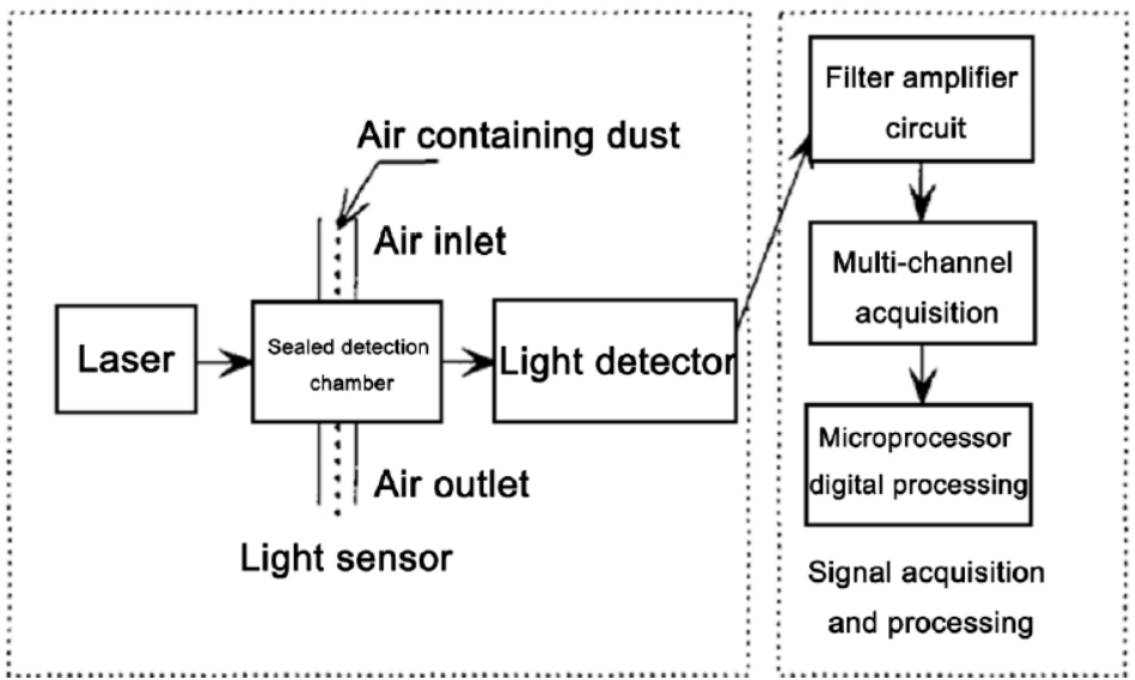 Air containing dust
Air inlet
Laser
Sealed detection
chamber
Light detector
Air outlet
Light sensor
Filter amplifier
circuit
Multi-channel
acquisition
Microprocessor
digital processing
Signal acquisition
and processing